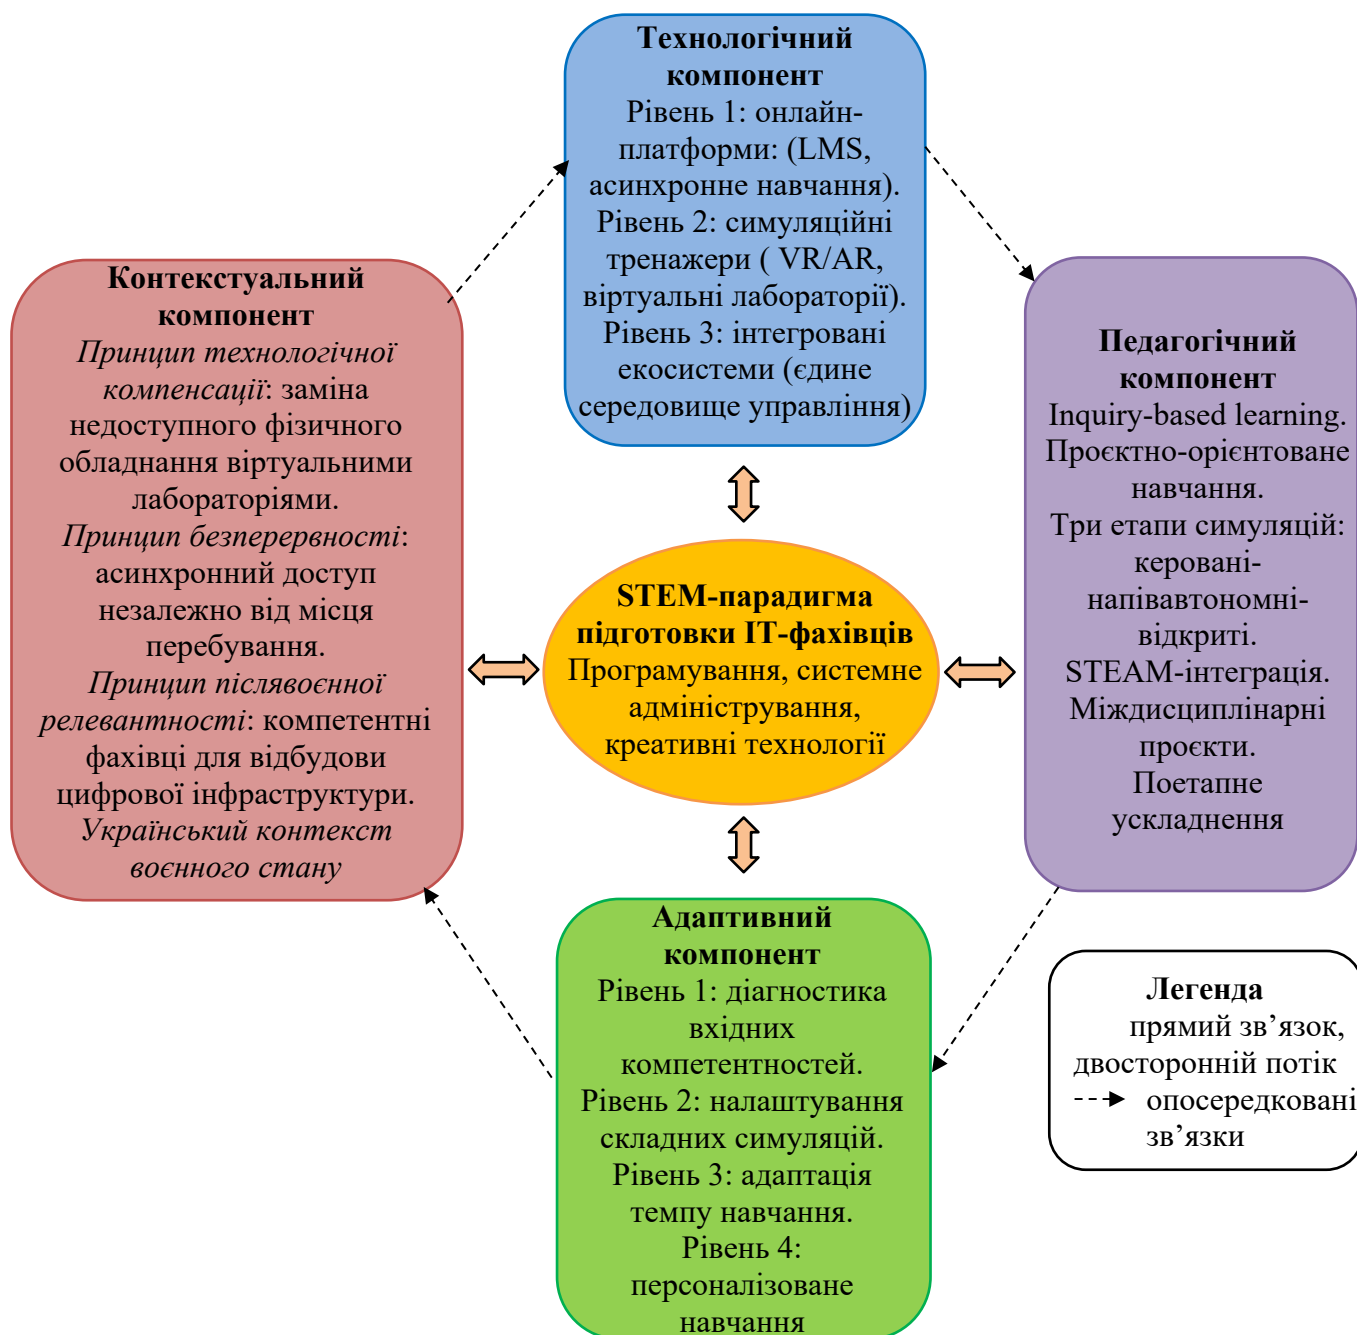 Технологічний
компонент
Рівень 1: онлайн-
платформи: (LMS,
асинхронне навчання).
Рівень 2: симуляційні
тренажери ( VR/AR,
віртуальні лабораторії).
Рівень 3: інтегровані
екосистеми (єдине
середовище управління)
Контекстуальний
компонент
Принцип технологічної
компенсації: заміна
недоступного фізичного
обладнання віртуальними
лабораторіями.
Принцип безперервності:
асинхронний доступ
незалежно від місця
перебування.
Принцип післявоєнної
релевантності: компетентні
фахівці для відбудови
цифрової інфраструктури.
Український контекст
воєнного стану
STEM-парадигма
підготовки ІТ-фахівців
Програмування, системне
адміністрування,
креативні технології
Педагогічний
компонент
Inquiry-based learning.
Проєктно-орієнтоване
навчання.
Три етапи симуляцій:
керовані-
напівавтономні-
відкриті.
STEAM-інтеграція.
Міждисциплінарні
проєкти.
Поетапне
ускладнення
Адаптивний
компонент
Рівень 1: діагностика
вхідних
компетентностей.
Рівень 2: налаштування
складних симуляцій.
Рівень 3: адаптація
темпу навчання.
Рівень 4:
персоналізоване
навчання
Легенда
прямий зв’язок,
двосторонній потік
опосередковані
зв’язки